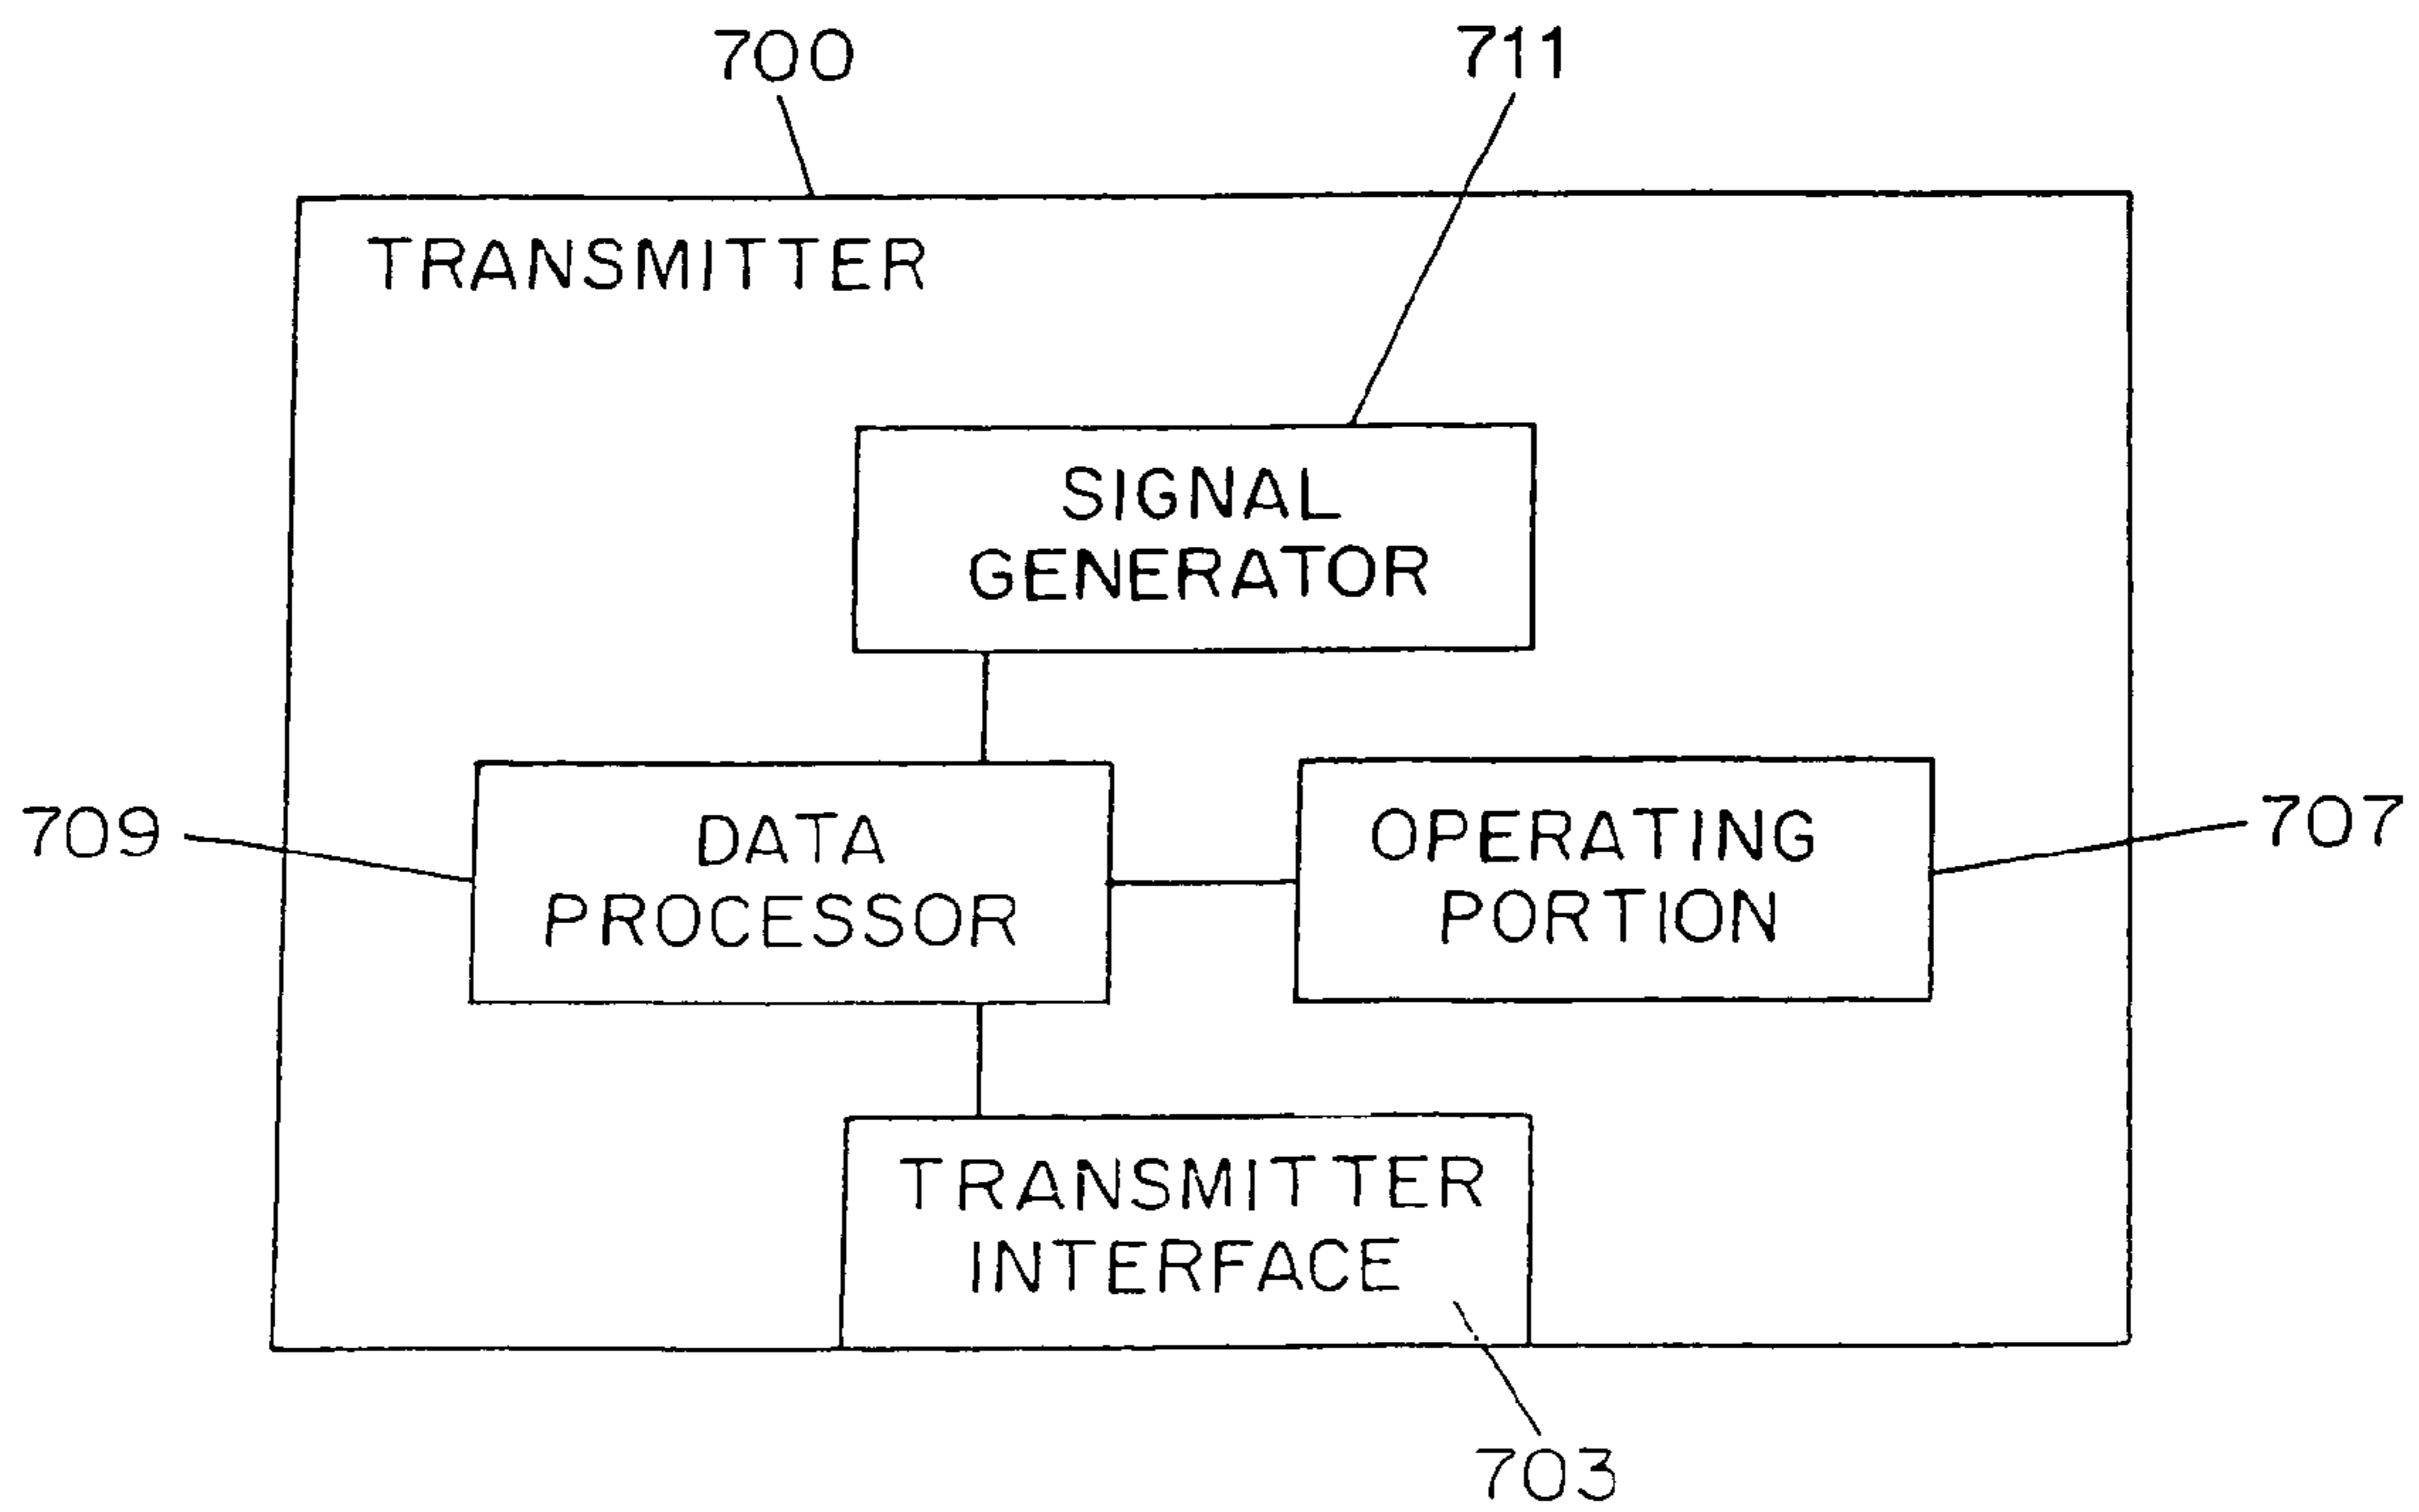 700
711
TRANSMITTER
SIGNAL
GENERATOR
709
DATA
PROCESSOR
OPERATING
PORTION
707
TRANSMITTER
INTERFACE
703